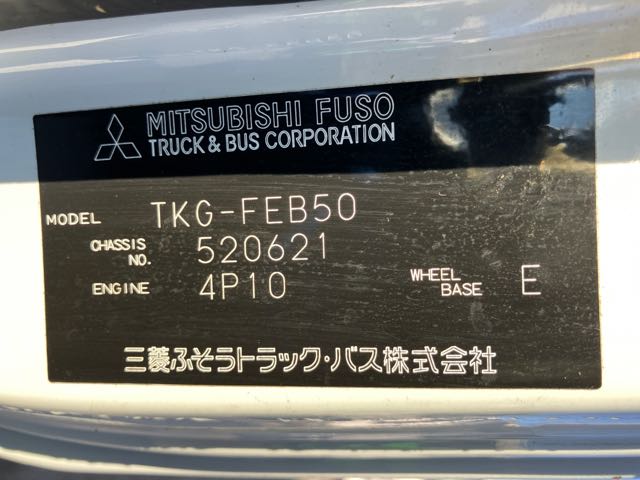 MITSUBISHI FUSO
TRUCK & BUS CORPORATION
MODEL TKG-FEB50
CHASSIS NO. 520621
ENGINE 4P10 WHEEL BASE E
三菱ふそうトラック・バス株式会社